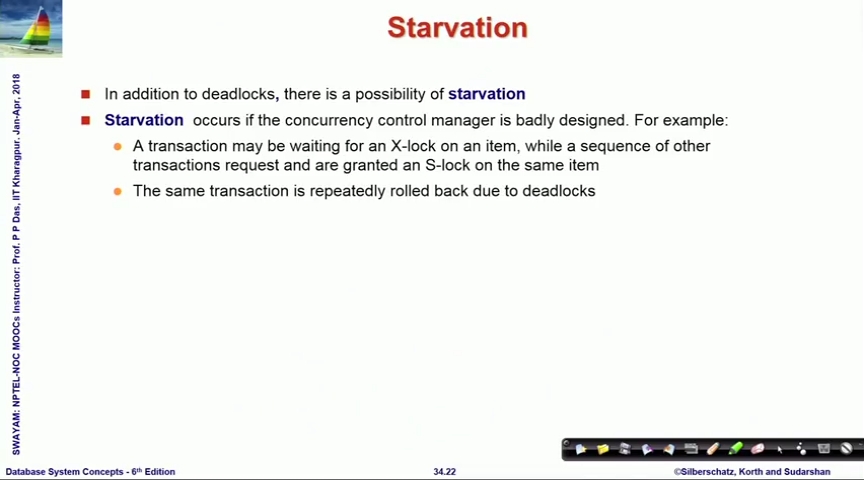 Starvation
In addition to deadlocks, there is a possibility of starvation
Starvation occurs if the concurrency control manager is badly designed. For example:
A transaction may be waiting for an X-lock on an item, while a sequence of other
transactions request and are granted an S-lock on the same item
The same transaction is repeatedly rolled back due to deadlocks
SWAYAM: NPTEL-NOC MOOCs Instructor: Prof. P P Das, IIT Kharagpur. Jan-Apr, 2018
Database System Concepts - 6th Edition
34.22
©Silberschatz, Korth and Sudarshan